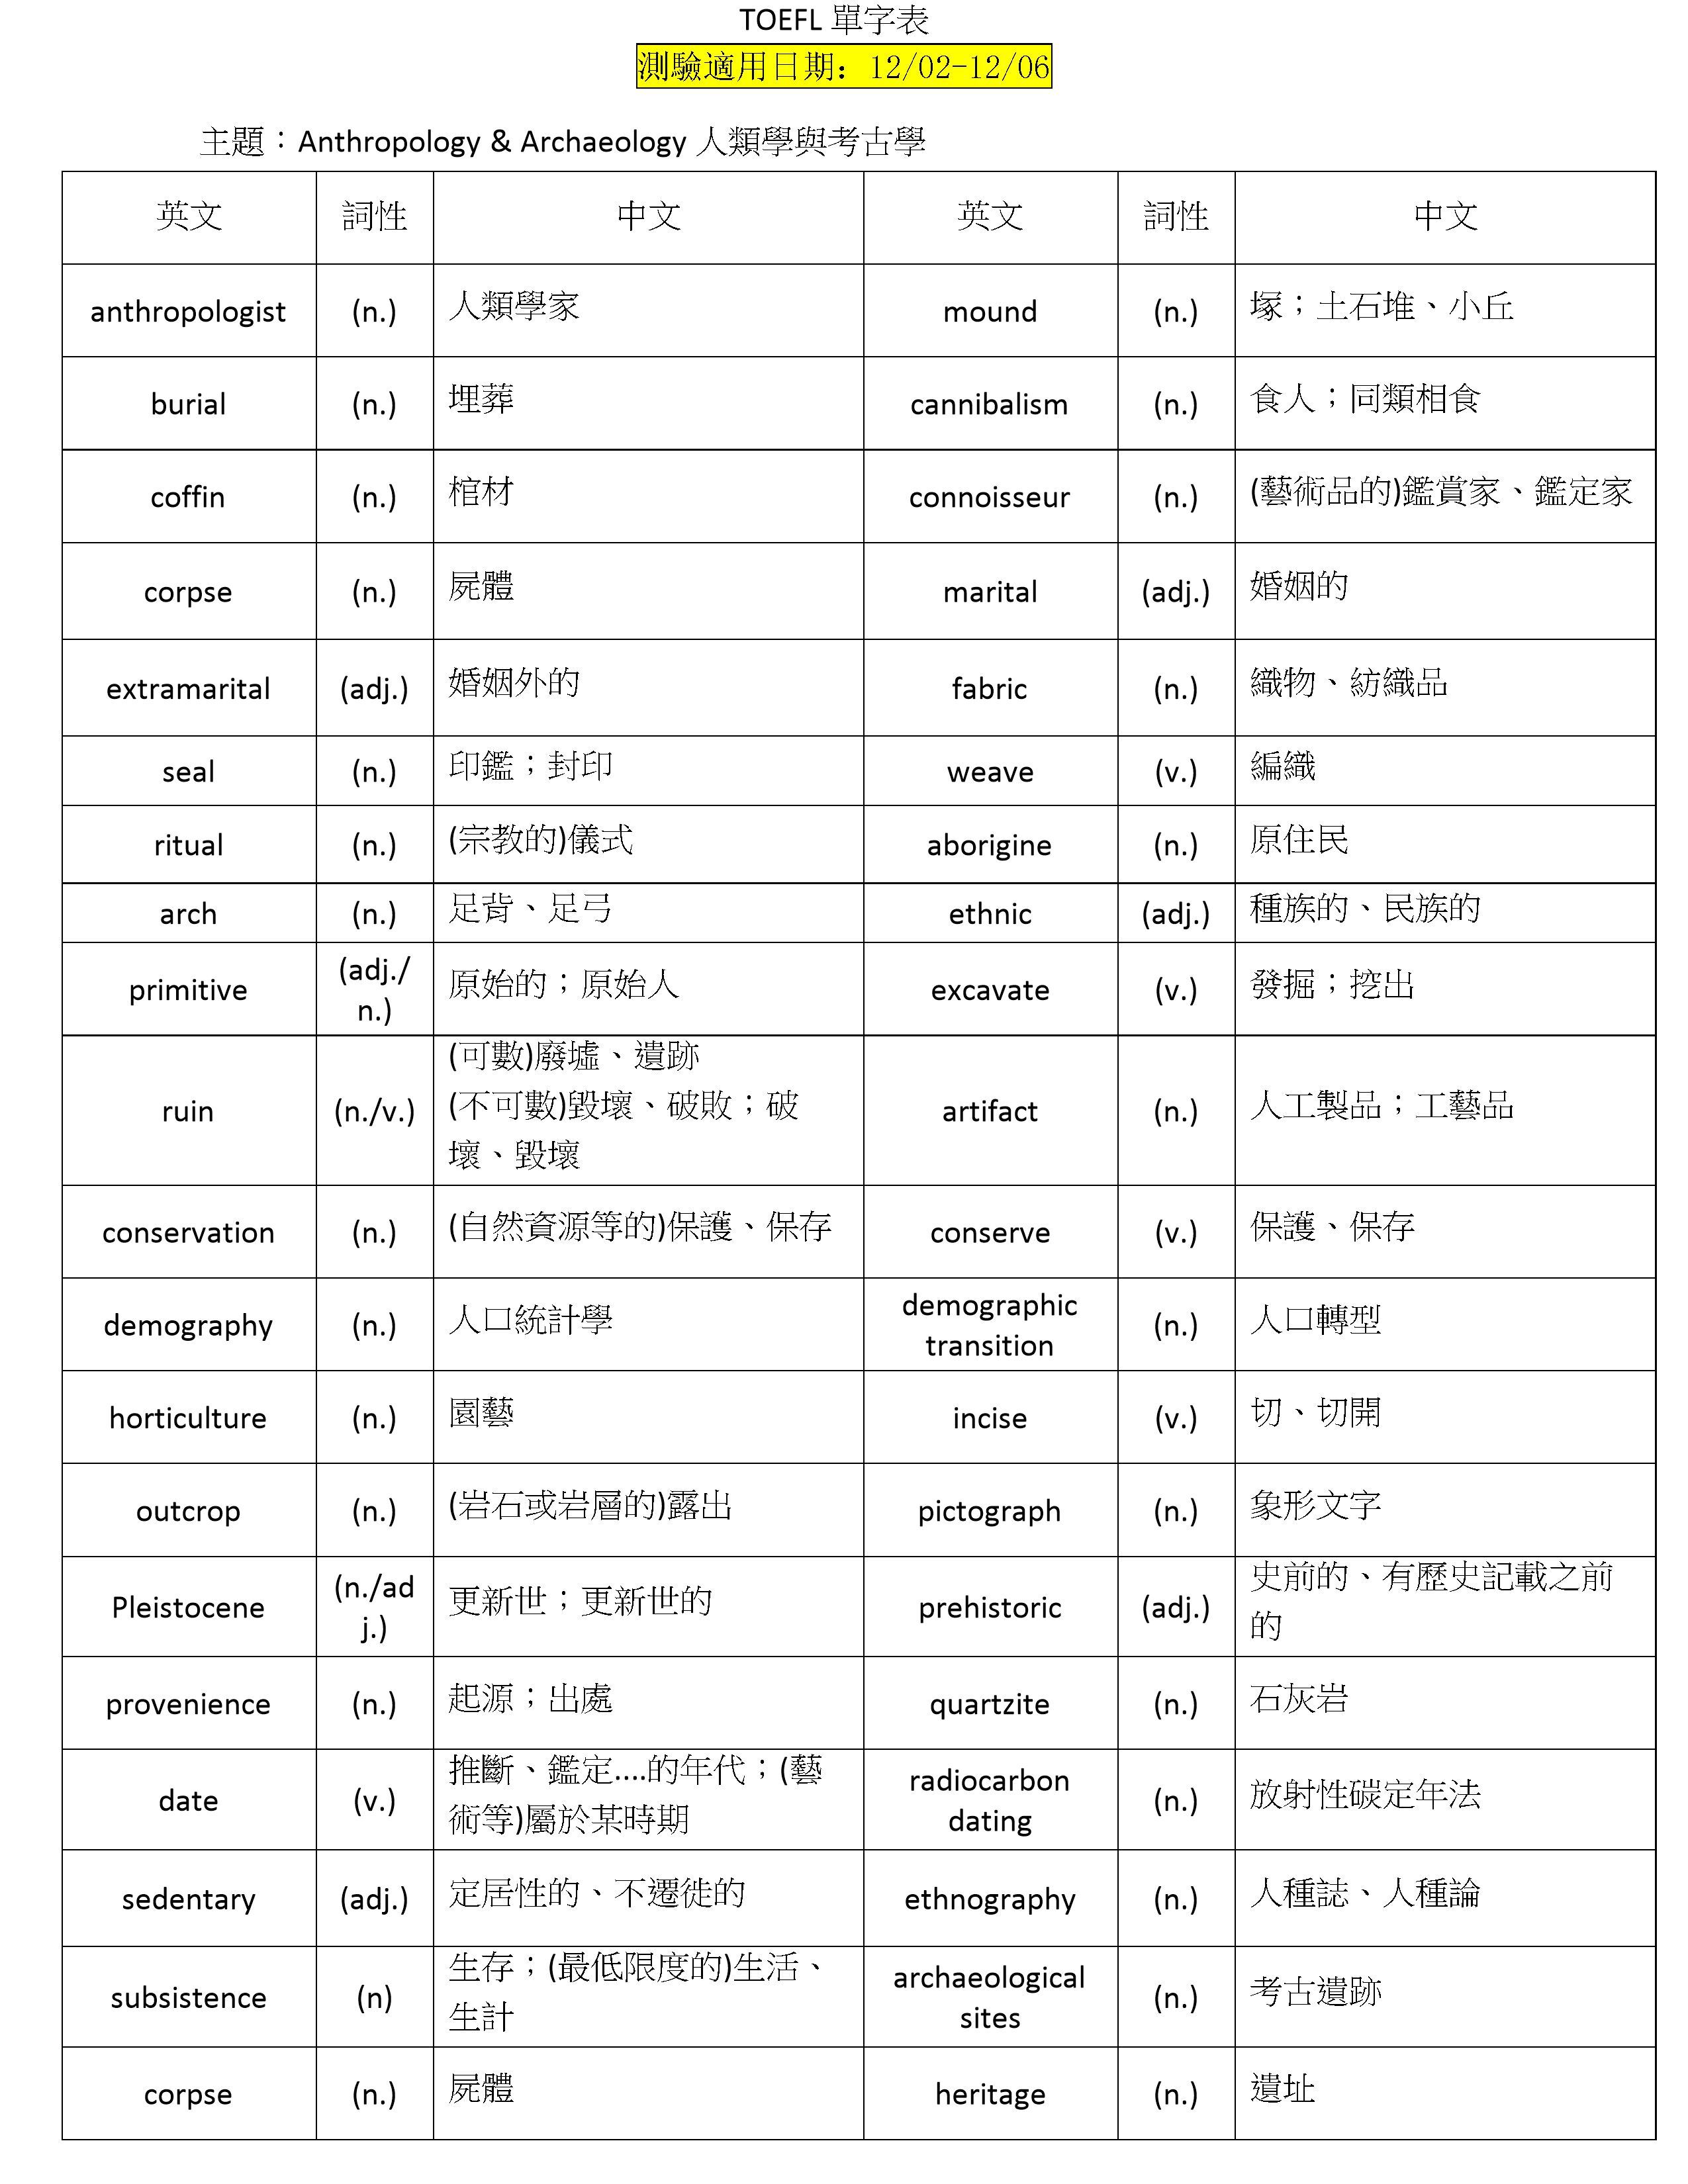 TOEFL 單字表
測驗適用日期：12/02-12/06
主題：Anthropology & Archaeology 人類學與考古學
英文 詞性 中文 英文 詞性 中文
anthropologist (n.) 人類學家 mound (n.) 塚；土石堆、小丘
burial (n.) 埋葬 cannibalism (n.) 食人；同類相食
coffin (n.) 棺材 connoisseur (n.) (藝術品的)鑑賞家、鑑定家
corpse (n.) 屍體 marital (adj.) 婚姻的
extramarital (adj.) 婚姻外的 fabric (n.) 織物、紡織品
seal (n.) 印鑑；封印 weave (v.) 編織
ritual (n.) (宗教的)儀式 aborigine (n.) 原住民
arch (n.) 足背、足弓 ethnic (adj.) 種族的、民族的
primitive (adj./
n.) 原始的；原始人 excavate (v.) 發掘；挖出
ruin (n./v.) (可數)廢墟、遺跡
(不可數)毀壞、破敗；破
壞、毀壞 artifact (n.) 人工製品；工藝品
conservation (n.) (自然資源等的)保護、保存 conserve (v.) 保護、保存
demography (n.) 人口統計學 demographic
transition (n.) 人口轉型
horticulture (n.) 園藝 incise (v.) 切、切開
outcrop (n.) (岩石或岩層的)露出 pictograph (n.) 象形文字
Pleistocene (n./ad
j.) 更新世；更新世的 prehistoric (adj.) 史前的、有歷史記載之前
的
provenience (n.) 起源；出處 quartzite (n.) 石灰岩
date (v.) 推斷、鑑定....的年代；(藝
術等)屬於某時期 radiocarbon
dating (n.) 放射性碳定年法
sedentary (adj.) 定居性的、不遷徙的 ethnography (n.) 人種誌、人種論
subsistence (n) 生存；(最低限度的)生活、
生計 archaeological
sites (n.) 考古遺跡
corpse (n.) 屍體 heritage (n.) 遺址